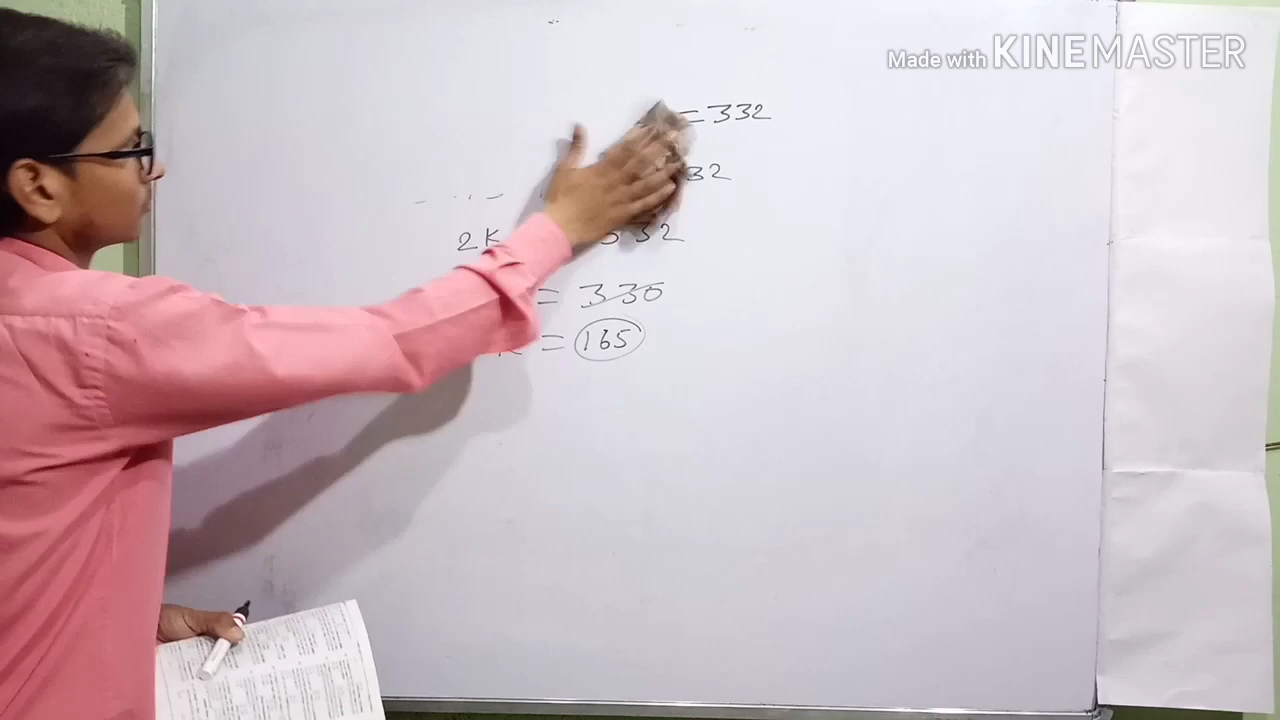 Made with KINEMASTER
= 332
32
2K 332
= 330
K = 165